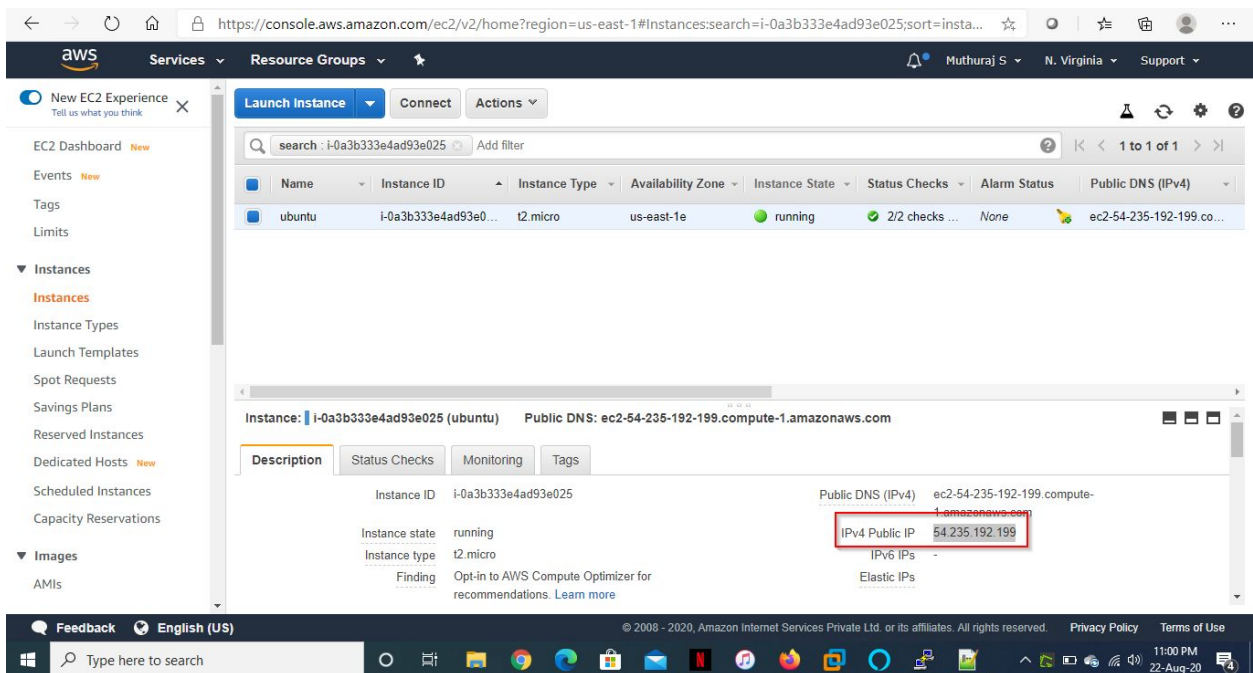 https://console.aws.amazon.com/ec2/v2/home?region=us-east-1#Instances:search=i-0a3b333e4ad93e025;sort=insta...
aws Services Resource Groups Muthuraj S N. Virginia Support
New EC2 Experience
Tell us what you think
EC2 Dashboard New
Events New
Tags
Limits
Instances
Instances
Instance Types
Launch Templates
Spot Requests
Savings Plans
Reserved Instances
Dedicated Hosts New
Scheduled Instances
Capacity Reservations
Images
AMIs
Launch Instance Connect Actions
search : i-0a3b333e4ad93e025 Add filter 1 to 1 of 1
Name Instance ID Instance Type Availability Zone Instance State Status Checks Alarm Status Public DNS (IPv4)
ubuntu i-0a3b333e4ad93e0... t2.micro us-east-1e running 2/2 checks ... None ec2-54-235-192-199.co...
Instance: i-0a3b333e4ad93e025 (ubuntu) Public DNS: ec2-54-235-192-199.compute-1.amazonaws.com
Description Status Checks Monitoring Tags
Instance ID i-0a3b333e4ad93e025 Public DNS (IPv4) ec2-54-235-192-199.compute-
1.amazonaws.com
Instance state running IPv4 Public IP 54.235.192.199
Instance type t2.micro IPv6 IPs -
Finding Opt-in to AWS Compute Optimizer for Elastic IPs
recommendations. Learn more
Feedback English (US) © 2008 - 2020, Amazon Internet Services Private Ltd. or its affiliates. All rights reserved. Privacy Policy Terms of Use
Type here to search 11:00 PM
22-Aug-20 4